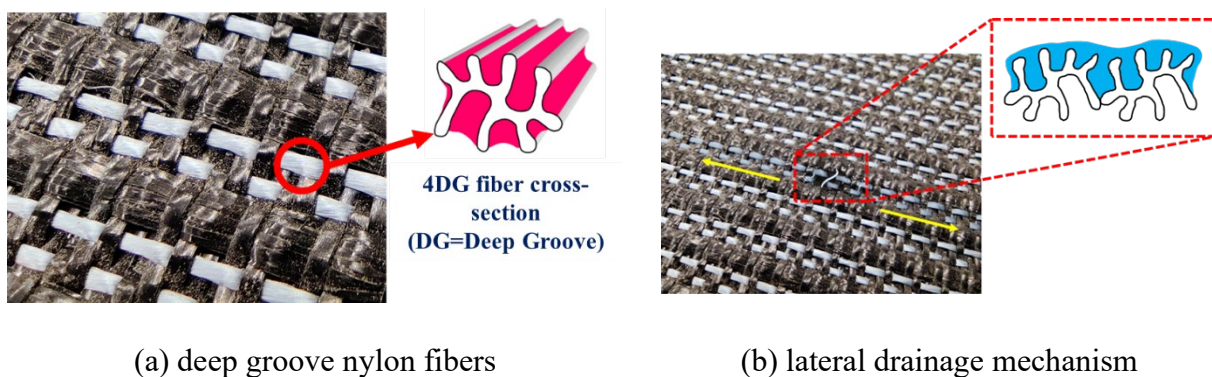 4DG fiber cross-
section
(DG=Deep Groove)
(a) deep groove nylon fibers
(b) lateral drainage mechanism